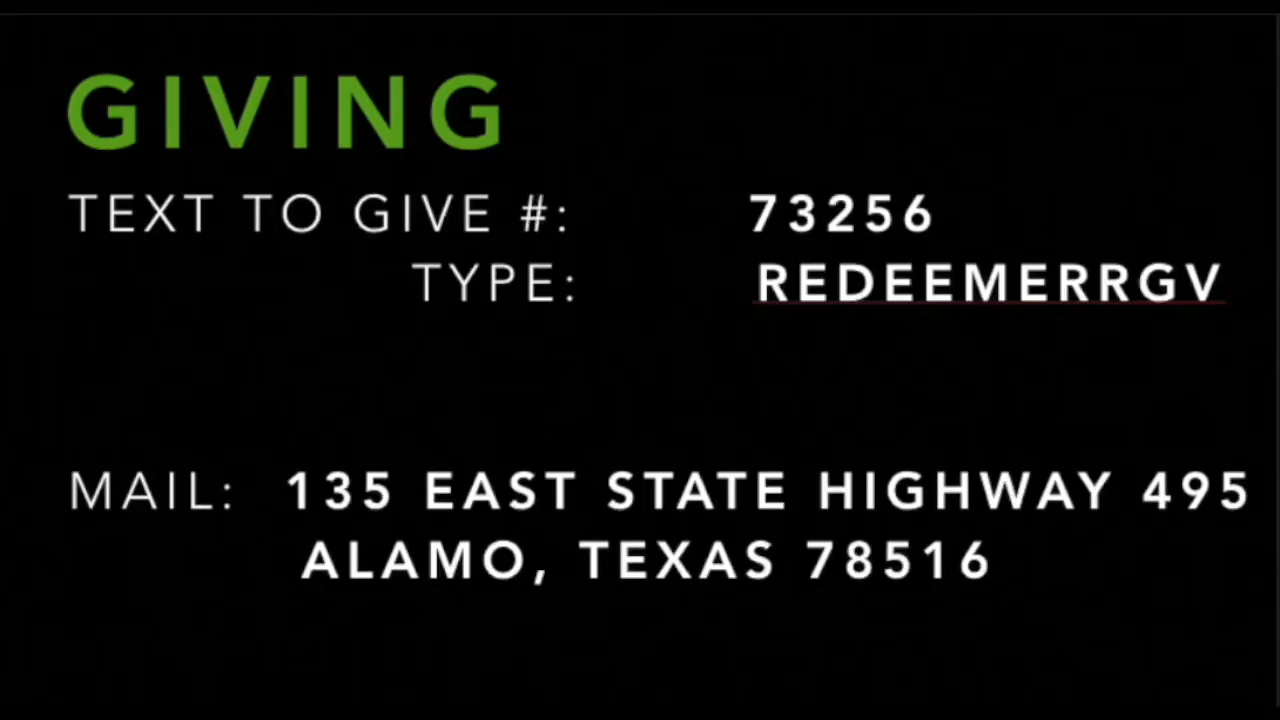 GIVING
TEXT TO GIVE #: 73256
TYPE: REDEEMERRGV
MAIL: 135 EAST STATE HIGHWAY 495
ALAMO, TEXAS 78516